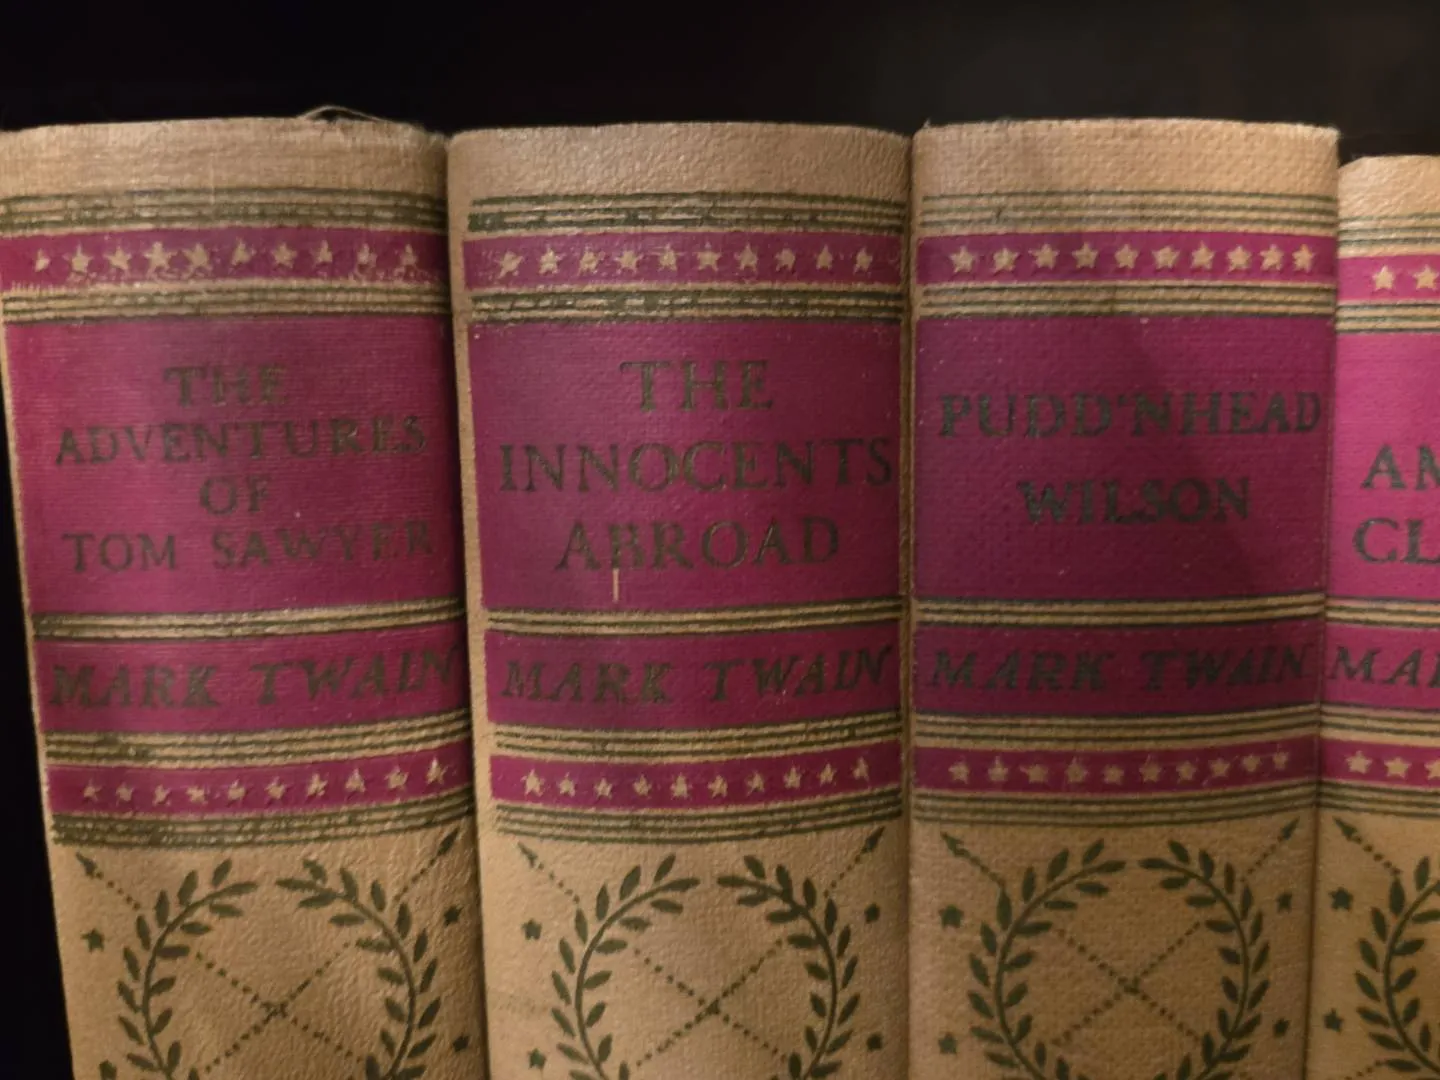 THE
ADVENTURES
OF
TOM SAWYER
MARK TWAIN
THE
INNOCENTS
ABROAD
MARK TWAIN
PUDD'NHEAD
WILSON
MARK TWAIN